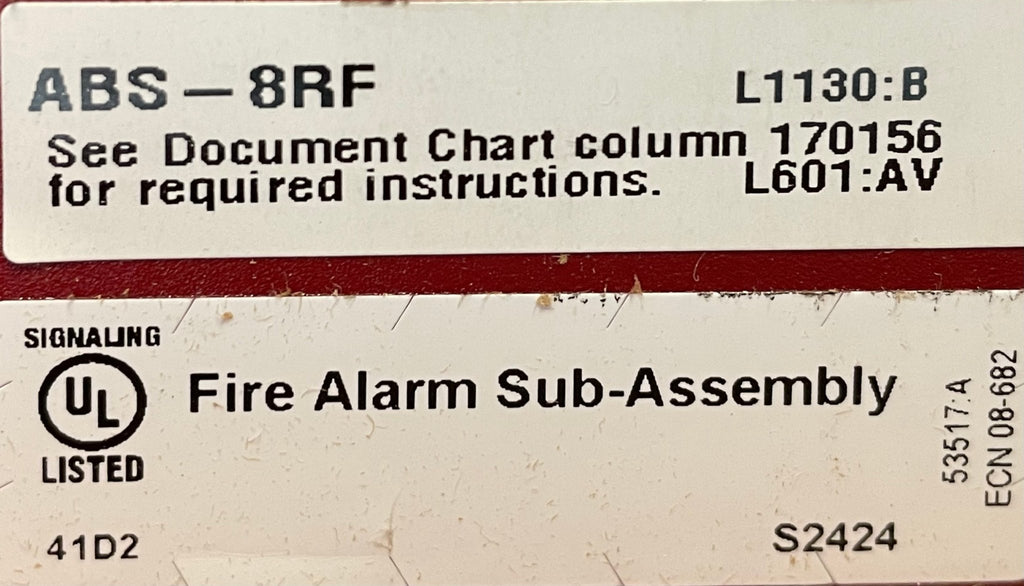 ABS – 8RF
L1130:B
See Document Chart column 170156
for required instructions.
L601:AV
SIGNALING
UL
LISTED
Fire Alarm Sub-Assembly
53517.A
ECN 08-682
41D2
S2424